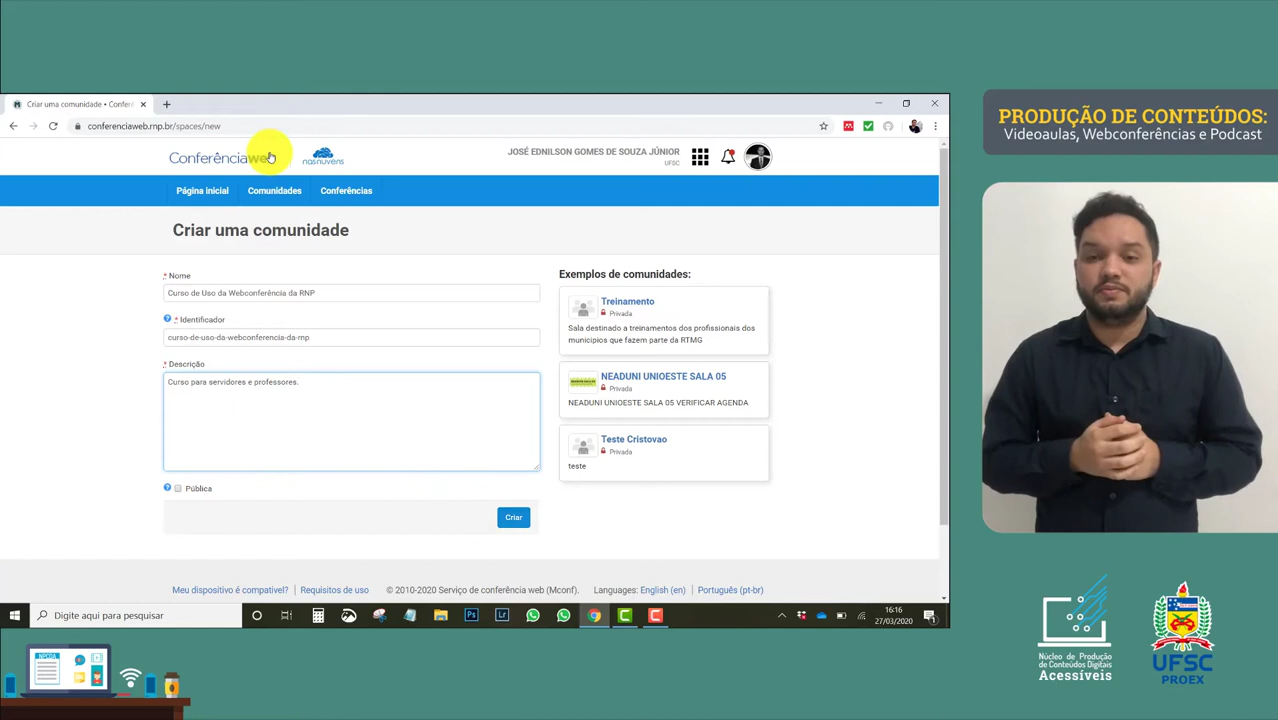 Criar uma comunidade • Conferê
conferenciaweb.rnp.br/spaces/new
Conferênciaweb
nasnuvens
JOSÉ EDNILSON GOMES DE SOUZA JÚNIOR
UFSC
Página inicial
Comunidades
Conferências
Criar uma comunidade
* Nome
Curso de Uso da Webconferência da RNP
* Identificador
curso-de-uso-da-webconferencia-da-rnp
* Descrição
Curso para servidores e professores.
Pública
Criar
Exemplos de comunidades:
Treinamento
Privada
Sala destinado a treinamentos dos profissionais dos
municipios que fazem parte da RTMG
NEADUNI UNIOESTE SALA 05
Privada
NEADUNI UNIOESTE SALA 05 VERIFICAR AGENDA
Teste Cristovao
Privada
teste
Meu dispositivo é compatível? | Requisitos de uso
© 2010-2020 Serviço de conferência web (Mconf).
Languages: English (en) | Português (pt-br)
Digite aqui para pesquisar
16:16
27/03/2020
PRODUÇÃO DE CONTEÚDOS:
Videoaulas, Webconferências e Podcast
Núcleo de Produção
de Conteúdos Digitais
Acessíveis
UFSC
PROEX